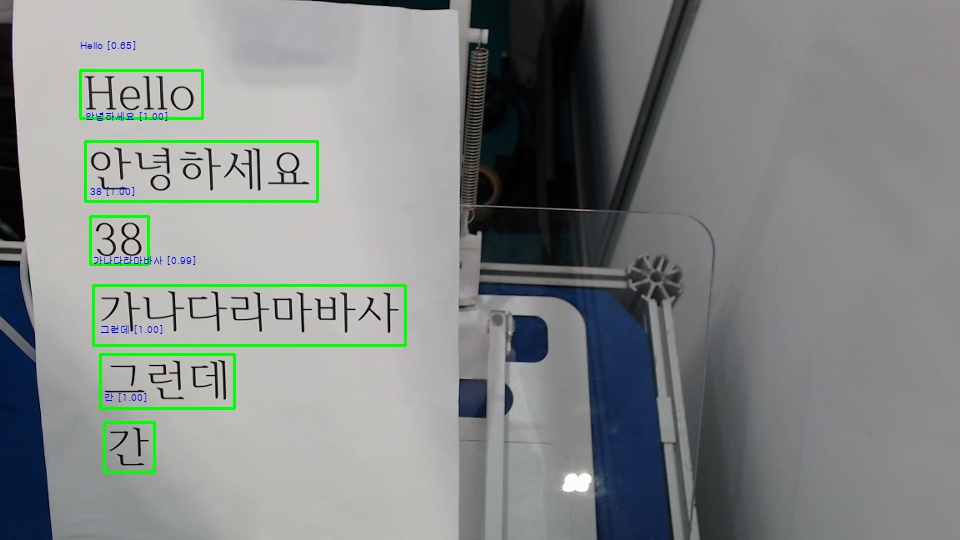 Hello [0.65]
Hello
안녕하세요 [1.00]
안녕하세요
38 [1.00]
38
가나다라마바사 [0.99]
가나다라마바사
그런데 [1.00]
그런데
간 [1.00]
간